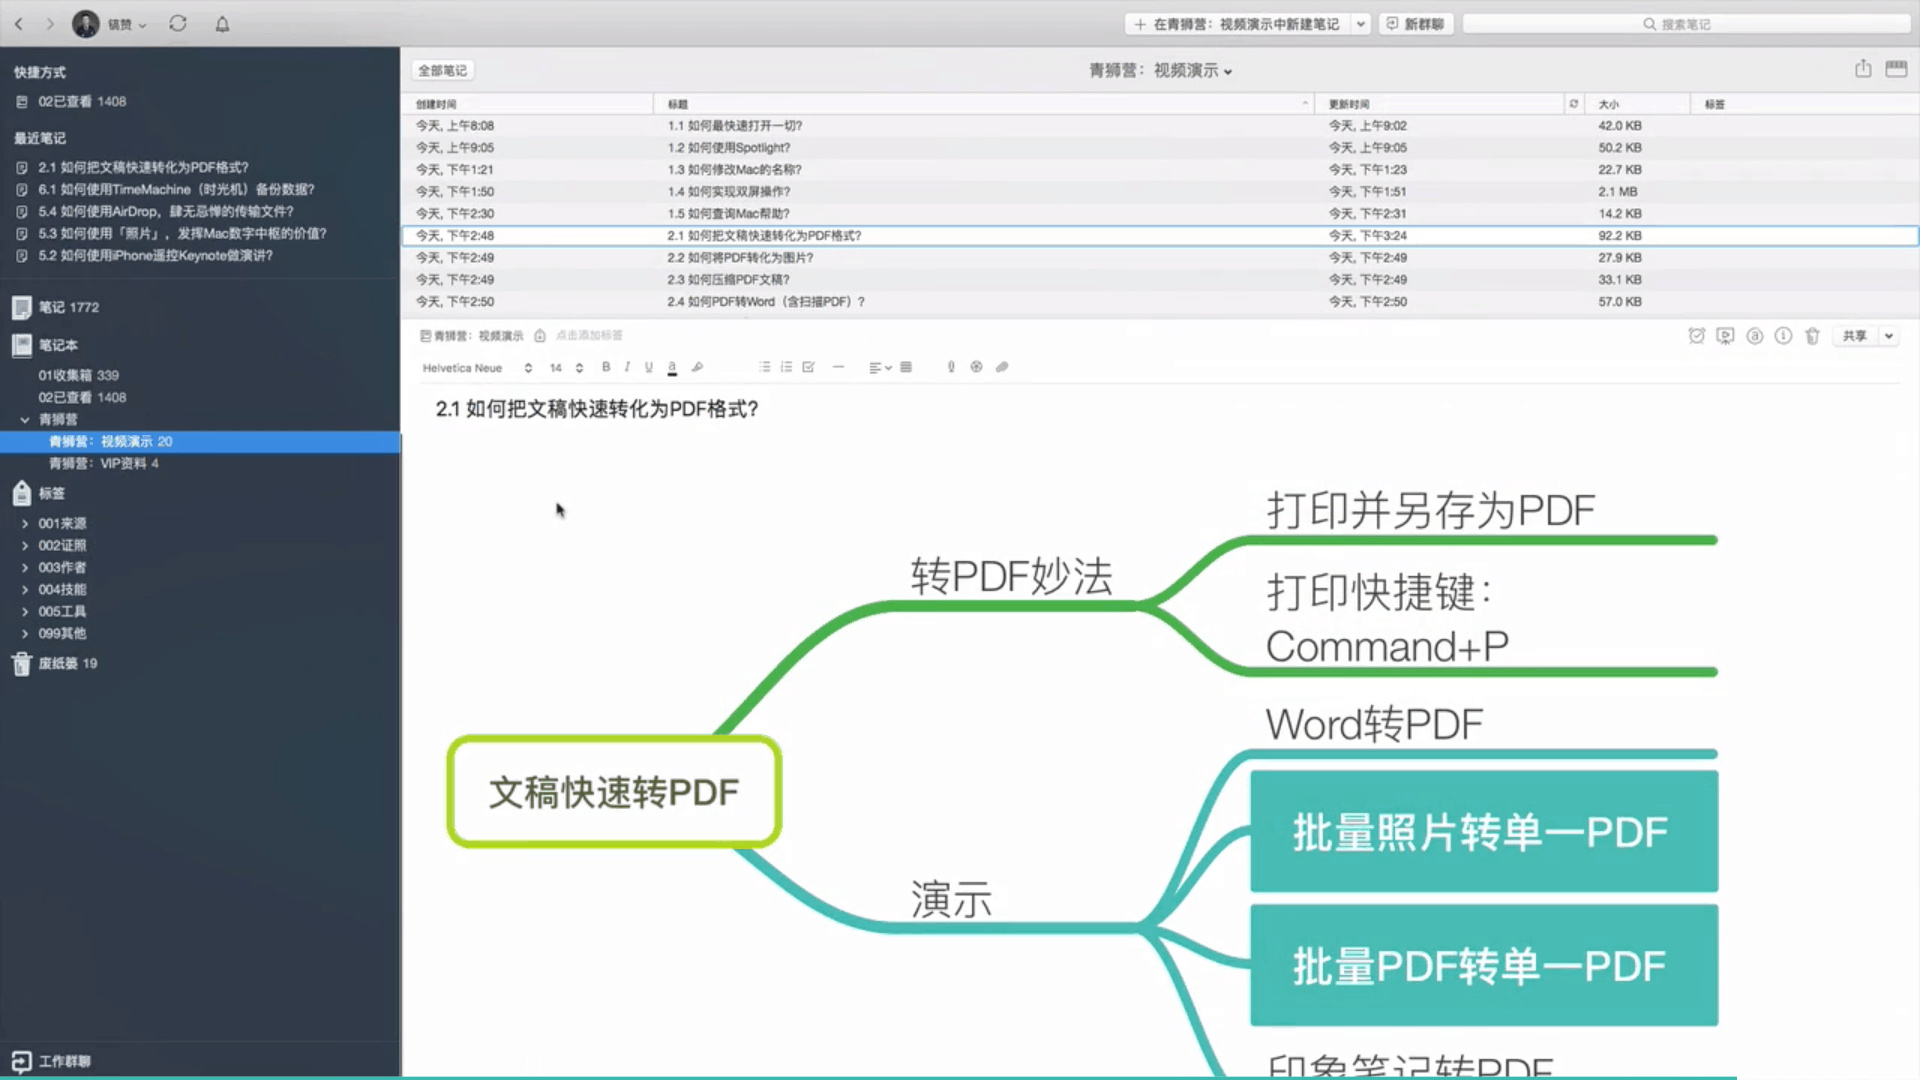 镐赞
在青狮营：视频演示中新建笔记
新群聊
搜索笔记
快捷方式
02已查看 1408
最近笔记
2.1 如何把文稿快速转化为PDF格式?
6.1 如何使用TimeMachine（时光机）备份数据?
5.4 如何使用AirDrop，肆无忌惮的传输文件?
5.3 如何使用「照片」，发挥Mac数字中枢的价值?
5.2 如何使用iPhone遥控Keynote做演讲?
笔记 1772
笔记本
01收集箱 339
02已查看 1408
青狮营
青狮营：视频演示 20
青狮营：VIP资料 4
标签
001来源
002证照
003作者
004技能
005工具
099其他
废纸篓 19
工作群聊
全部笔记
青狮营：视频演示
创建时间 标题 更新时间 大小 标签
今天, 上午8:08 1.1 如何最快速打开一切? 今天, 上午9:02 42.0 KB
今天, 上午9:05 1.2 如何使用Spotlight? 今天, 上午9:05 50.2 KB
今天, 下午1:21 1.3 如何修改Mac的名称? 今天, 下午1:23 22.7 KB
今天, 下午1:50 1.4 如何实现双屏操作? 今天, 下午1:51 2.1 MB
今天, 下午2:30 1.5 如何查询Mac帮助? 今天, 下午2:31 14.2 KB
今天, 下午2:48 2.1 如何把文稿快速转化为PDF格式? 今天, 下午3:24 92.2 KB
今天, 下午2:49 2.2 如何将PDF转化为图片? 今天, 下午2:49 27.9 KB
今天, 下午2:49 2.3 如何压缩PDF文稿? 今天, 下午2:49 33.1 KB
今天, 下午2:50 2.4 如何PDF转Word（含扫描PDF）? 今天, 下午2:50 57.0 KB
青狮营：视频演示 点击添加标签
共享
Helvetica Neue 14 B I U a
2.1 如何把文稿快速转化为PDF格式?
打印并另存为PDF
转PDF妙法
打印快捷键：
Command+P
Word转PDF
文稿快速转PDF
批量照片转单一PDF
演示
批量PDF转单一PDF
印象笔记转PDF